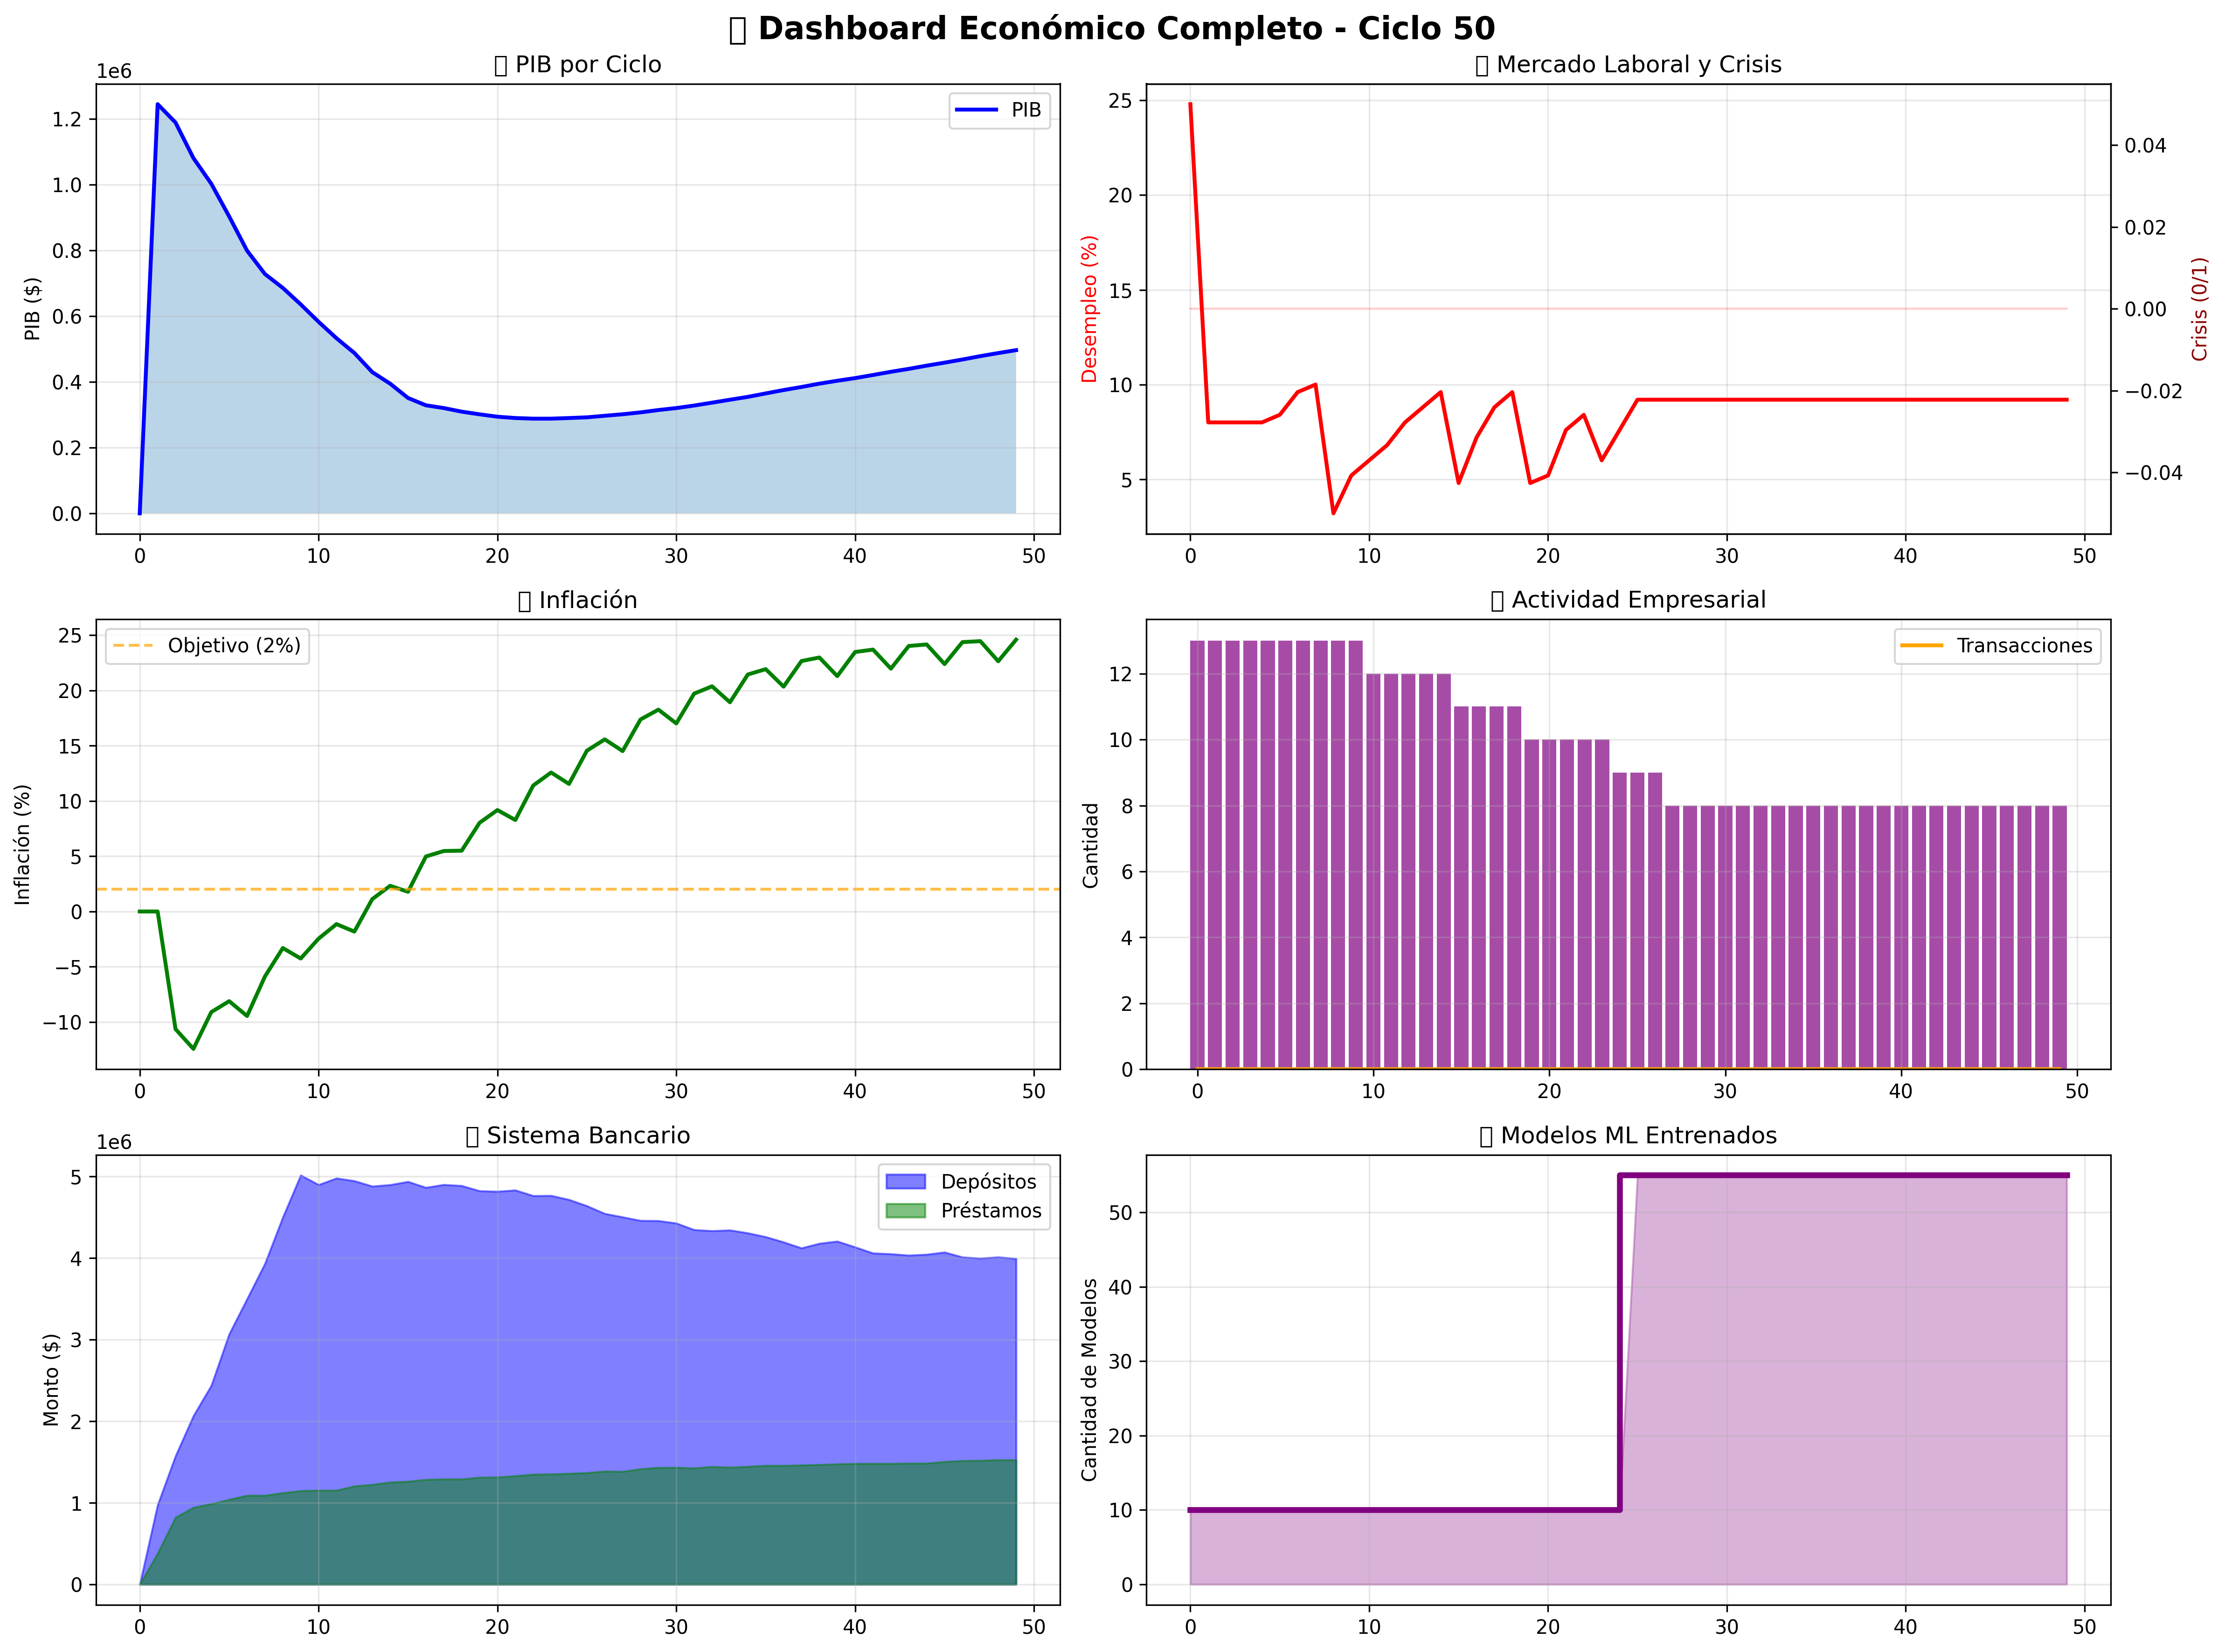 Dashboard Económico Completo - Ciclo 50
PIB por Ciclo
1e6
PIB ($)
1.2
1.0
0.8
0.6
0.4
0.2
0.0
0 10 20 30 40 50
PIB
Mercado Laboral y Crisis
Desempleo (%)
25
20
15
10
5
0 10 20 30 40 50
0.04
0.02
0.00
−0.02
−0.04
Crisis (0/1)
Inflación
Inflación (%)
25
20
15
10
5
0
−5
−10
0 10 20 30 40 50
Objetivo (2%)
Actividad Empresarial
Cantidad
12
10
8
6
4
2
0
0 10 20 30 40 50
Transacciones
Sistema Bancario
1e6
Monto ($)
5
4
3
2
1
0
0 10 20 30 40 50
Depósitos
Préstamos
Modelos ML Entrenados
Cantidad de Modelos
50
40
30
20
10
0
0 10 20 30 40 50